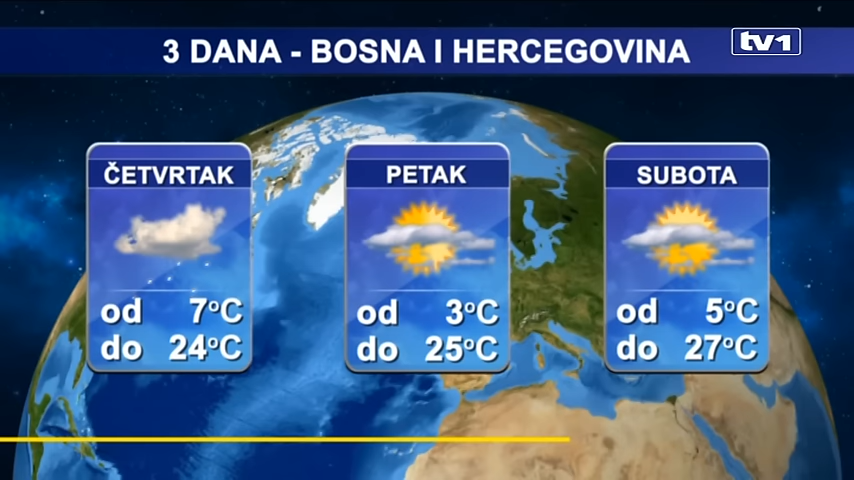 3 DANA - BOSNA I HERCEGOVINA
tv1
ČETVRTAK
od 7°C
do 24°C
PETAK
od 3°C
do 25°C
SUBOTA
od 5°C
do 27°C